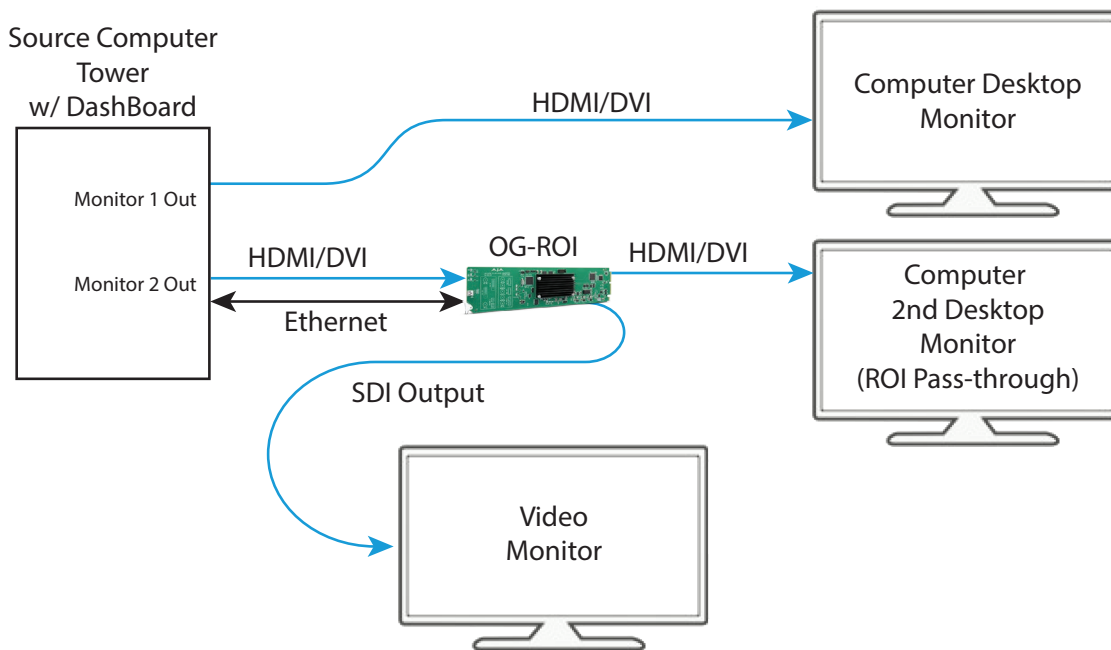 Source Computer
Tower
w/ DashBoard
Monitor 1 Out
Monitor 2 Out
HDMI/DVI
Computer Desktop
Monitor
HDMI/DVI
OG-ROI
HDMI/DVI
Ethernet
Computer
2nd Desktop
Monitor
(ROI Pass-through)
SDI Output
Video
Monitor